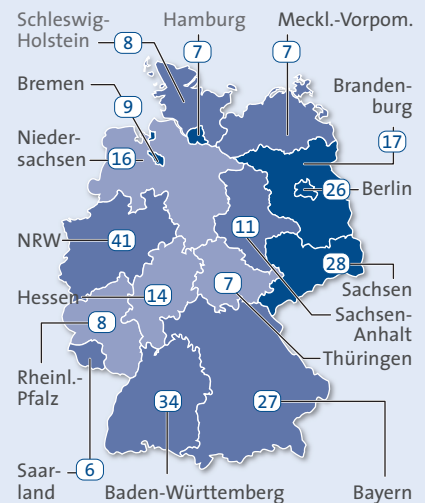 Schleswig-
Holstein
8
Hamburg
7
Meckl.-Vorpom.
7
Bremen
9
Branden-
burg
17
Nieder-
sachsen
16
26
Berlin
NRW
41
11
28
Sachsen
Hessen
14
7
Sachsen-
Anhalt
8
Thüringen
Rheinl.-
Pfalz
34
27
Saar-
land
6
Baden-Württemberg
Bayern